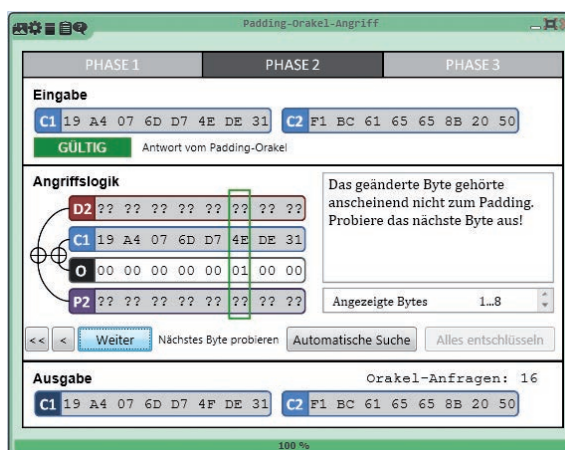 Padding-Orakel-Angriff
PHASE 1 PHASE 2 PHASE 3
Eingabe
C1 19 A4 07 6D D7 4E DE 31 C2 F1 BC 61 65 65 8B 20 50
GÜLTIG Antwort vom Padding-Orakel
Angriffslogik
D2 ?? ?? ?? ?? ?? ?? ?? ??
C1 19 A4 07 6D D7 4E DE 31
O 00 00 00 00 00 01 00 00
P2 ?? ?? ?? ?? ?? ?? ?? ??
Das geänderte Byte gehörte
anscheinend nicht zum Padding.
Probiere das nächste Byte aus!
Angezeigte Bytes 1...8
<< < Weiter Nächstes Byte probieren Automatische Suche Alles entschlüsseln
Ausgabe Orakel-Anfragen: 16
C1 19 A4 07 6D D7 4F DE 31 C2 F1 BC 61 65 65 8B 20 50
100 %